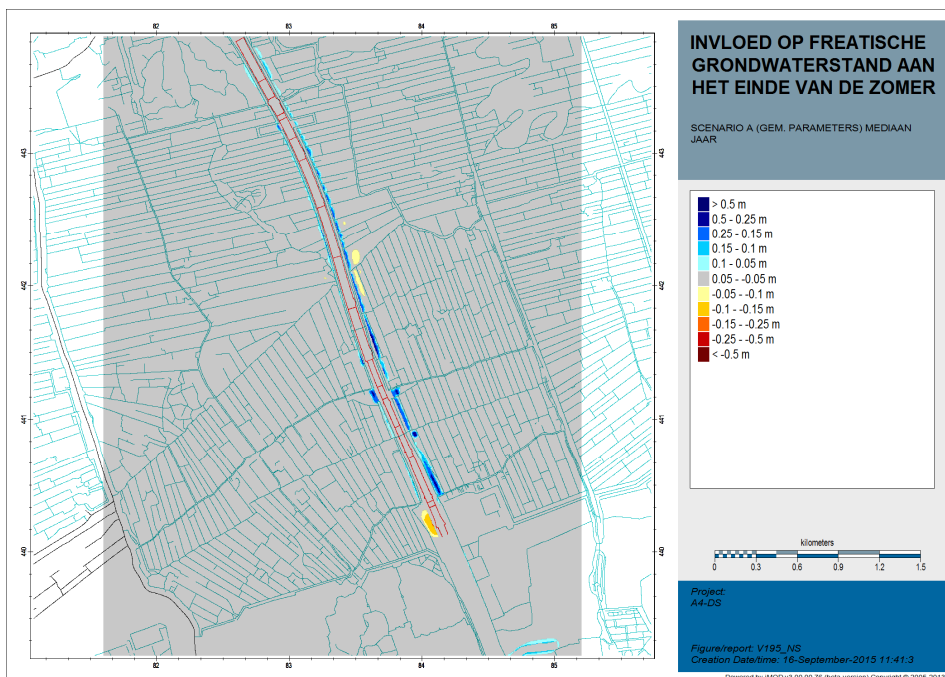 82 83 84 85
443
443
442
442
441
441
440
440
82 83 84 85
INVLOED OP FREATISCHE
GRONDWATERSTAND AAN
HET EINDE VAN DE ZOMER
SCENARIO A (GEM. PARAMETERS) MEDIAAN
JAAR
> 0.5 m
0.5 - 0.25 m
0.25 - 0.15 m
0.15 - 0.1 m
0.1 - 0.05 m
0.05 - -0.05 m
-0.05 - -0.1 m
-0.1 - -0.15 m
-0.15 - -0.25 m
-0.25 - -0.5 m
< -0.5 m
kilometers
0 0.3 0.6 0.9 1.2 1.5
Project:
A4-DS
Figure/report: V195_NS
Creation Date/time: 16-September-2015 11:41:3